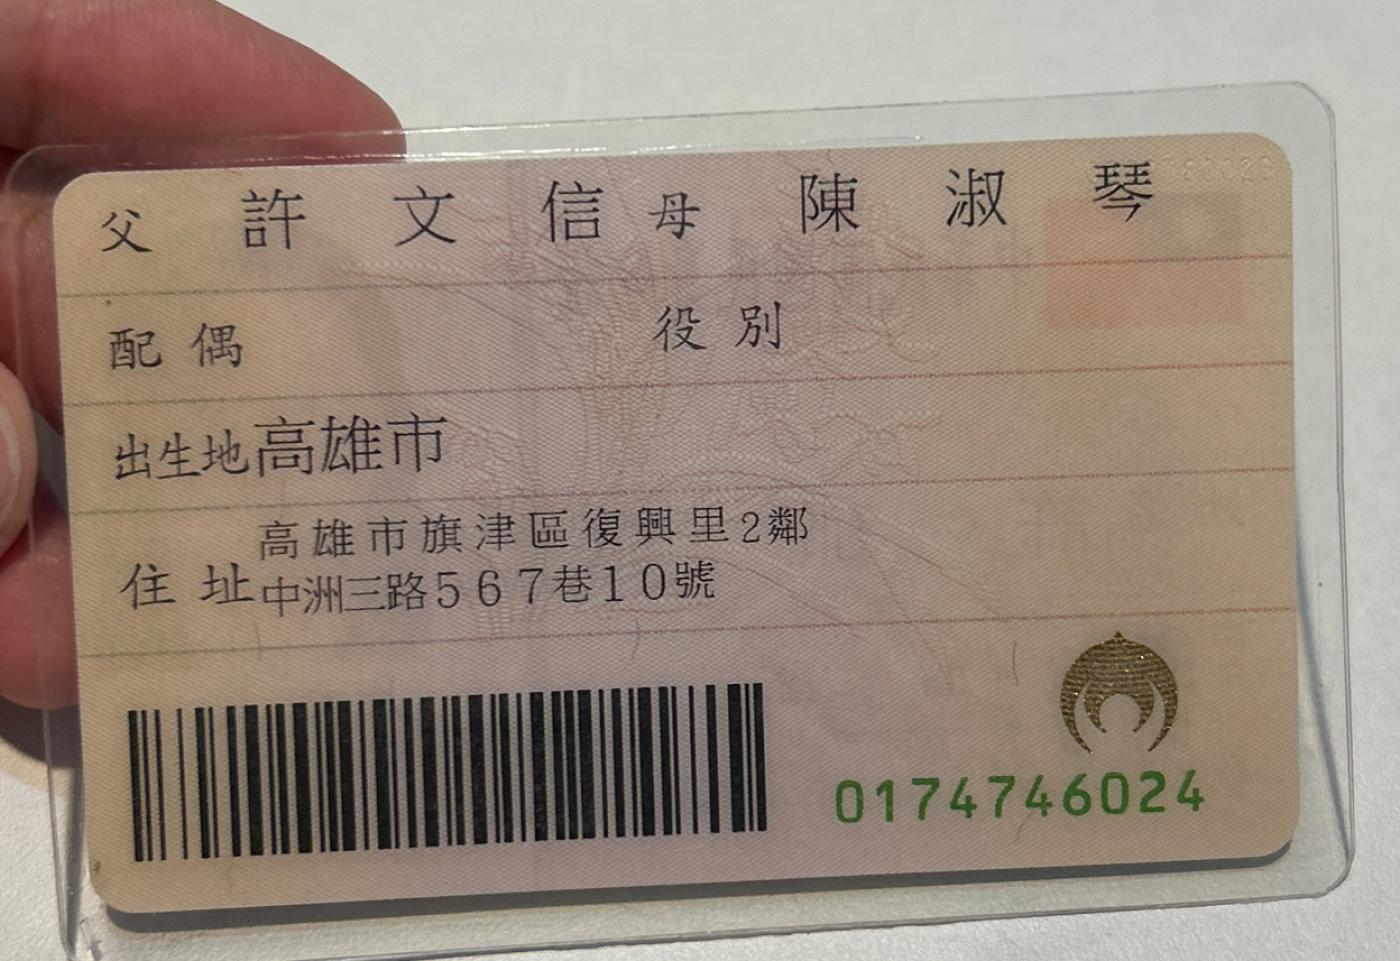 父 許文信 母 陳淑琴
配偶 役別
出生地 高雄市
住址 高雄市旗津區復興里2鄰
中洲三路567巷10號
0174746024